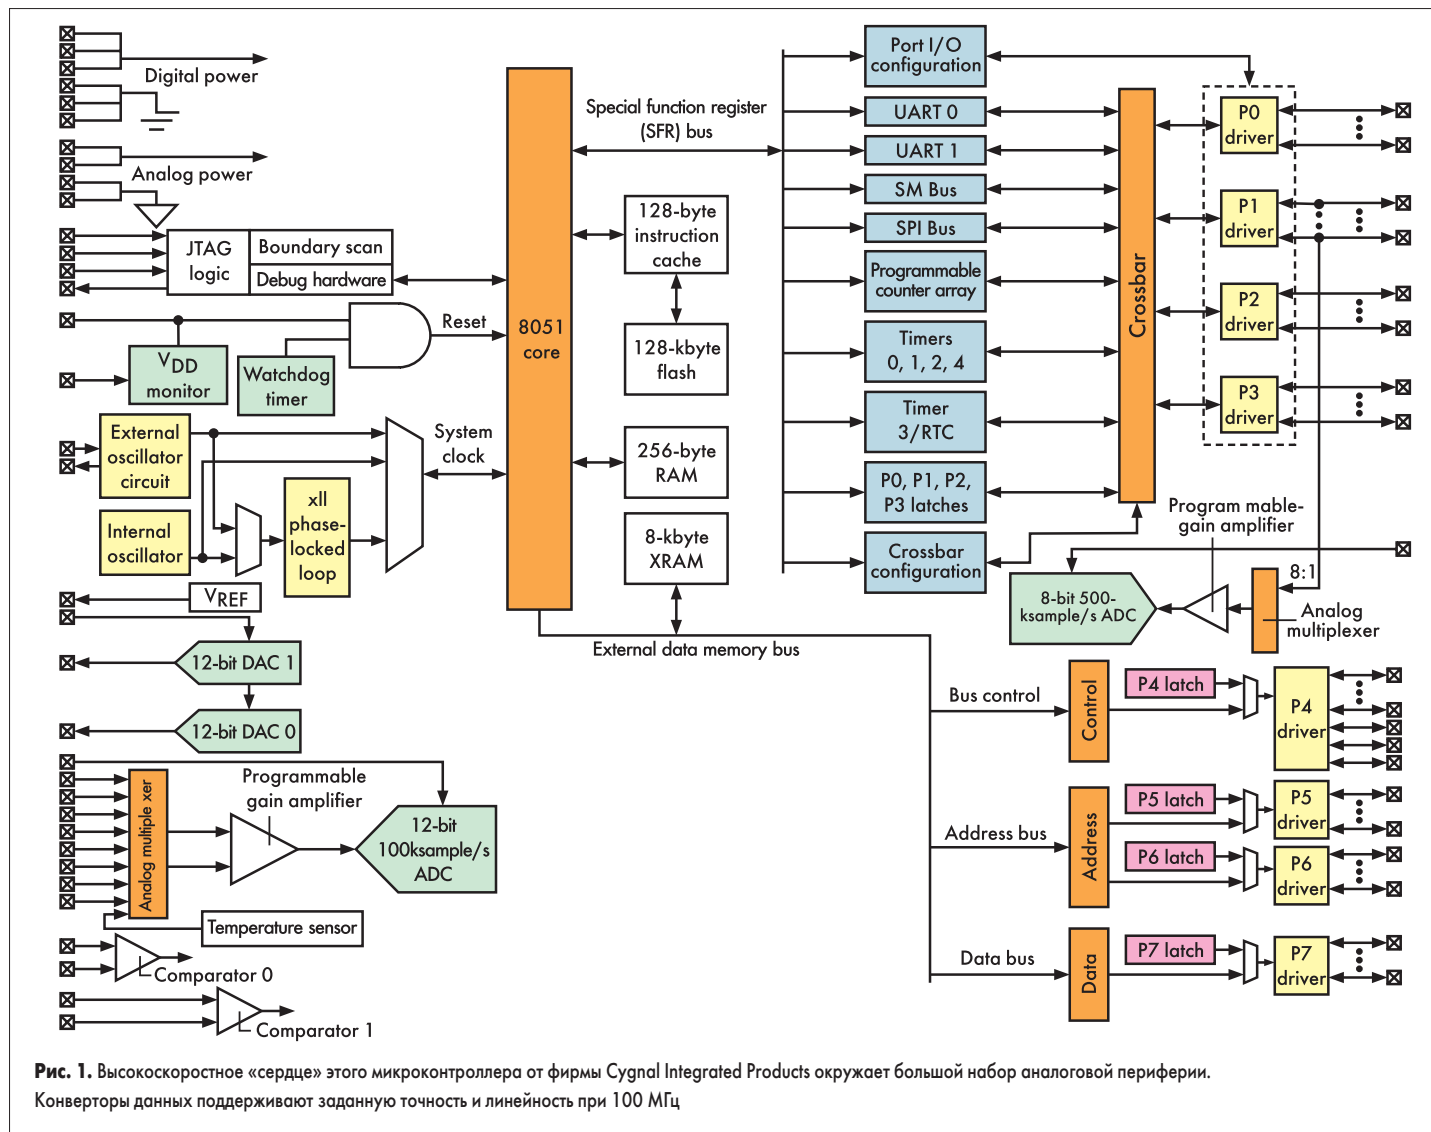 Digital power
Analog power
JTAG
logic
Boundary scan
Debug hardware
Reset
VDD
monitor
Watchdog
timer
External
oscillator
circuit
Internal
oscillator
xll
phase-
locked
loop
System
clock
VREF
12-bit DAC 1
12-bit DAC 0
Analog multiple xer
Programmable
gain amplifier
12-bit
100ksample/s
ADC
Temperature sensor
Comparator 0
Comparator 1
8051
core
Special function register
(SFR) bus
128-byte
instruction
cache
128-kbyte
flash
256-byte
RAM
8-kbyte
XRAM
External data memory bus
Port I/O
configuration
UART 0
UART 1
SM Bus
SPI Bus
Programmable
counter array
Timers
0, 1, 2, 4
Timer
3/RTC
P0, P1, P2,
P3 latches
Crossbar
configuration
Crossbar
P0
driver
P1
driver
P2
driver
P3
driver
Program mable-
gain amplifier
8-bit 500-
ksample/s ADC
8:1
Analog
multiplexer
Bus control
Control
P4 latch
P4
driver
Address bus
Address
P5 latch
P5
driver
P6 latch
P6
driver
Data bus
Data
P7 latch
P7
driver
Рис. 1. Высокоскоростное «сердце» этого микроконтроллера от фирмы Cygnal Integrated Products окружает большой набор аналоговой периферии.
Конверторы данных поддерживают заданную точность и линейность при 100 МГц